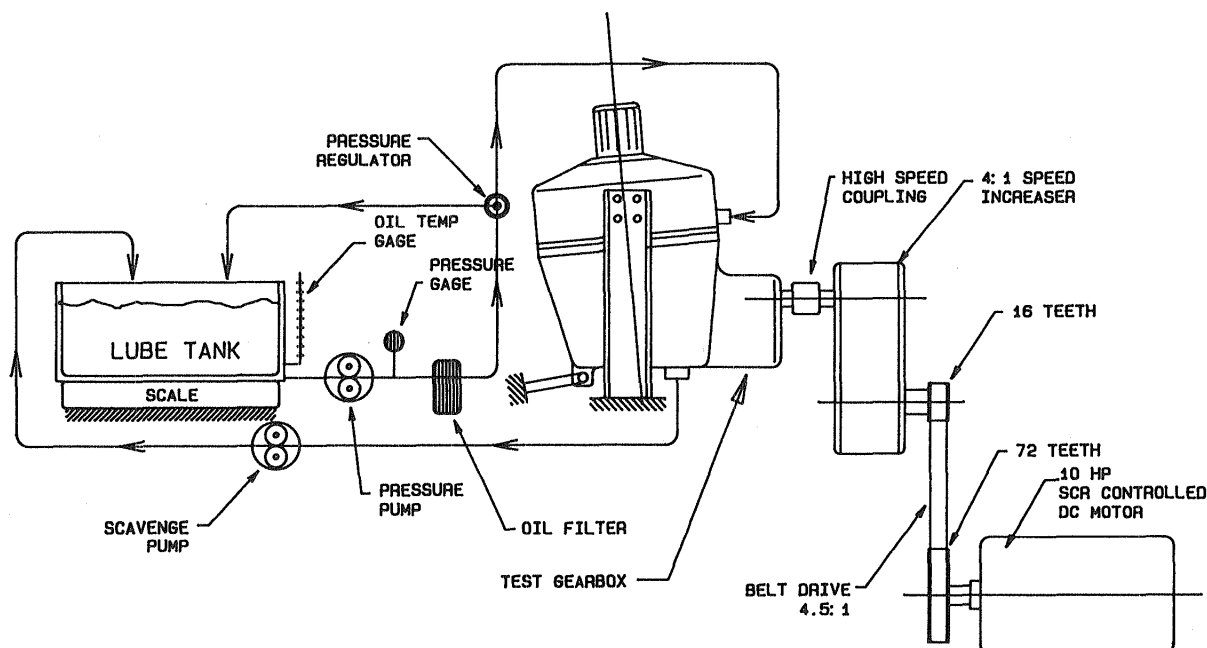 PRESSURE
REGULATOR
HIGH SPEED
COUPLING
4:1 SPEED
INCREASER
OIL TEMP
GAGE
PRESSURE
GAGE
16 TEETH
LUBE TANK
SCALE
72 TEETH
10 HP
SCR CONTROLLED
DC MOTOR
PRESSURE
PUMP
SCAVENGE
PUMP
OIL FILTER
TEST GEARBOX
BELT DRIVE
4.5:1